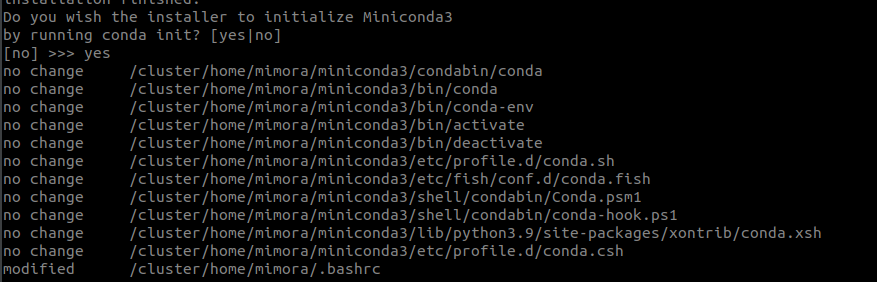 installation finished.
Do you wish the installer to initialize Miniconda3
by running conda init? [yes|no]
[no] >>> yes
no change     /cluster/home/mimora/miniconda3/condabin/conda
no change     /cluster/home/mimora/miniconda3/bin/conda
no change     /cluster/home/mimora/miniconda3/bin/conda-env
no change     /cluster/home/mimora/miniconda3/bin/activate
no change     /cluster/home/mimora/miniconda3/bin/deactivate
no change     /cluster/home/mimora/miniconda3/etc/profile.d/conda.sh
no change     /cluster/home/mimora/miniconda3/etc/fish/conf.d/conda.fish
no change     /cluster/home/mimora/miniconda3/shell/condabin/Conda.psm1
no change     /cluster/home/mimora/miniconda3/shell/condabin/conda-hook.ps1
no change     /cluster/home/mimora/miniconda3/lib/python3.9/site-packages/xontrib/conda.xsh
no change     /cluster/home/mimora/miniconda3/etc/profile.d/conda.csh
modified      /cluster/home/mimora/.bashrc